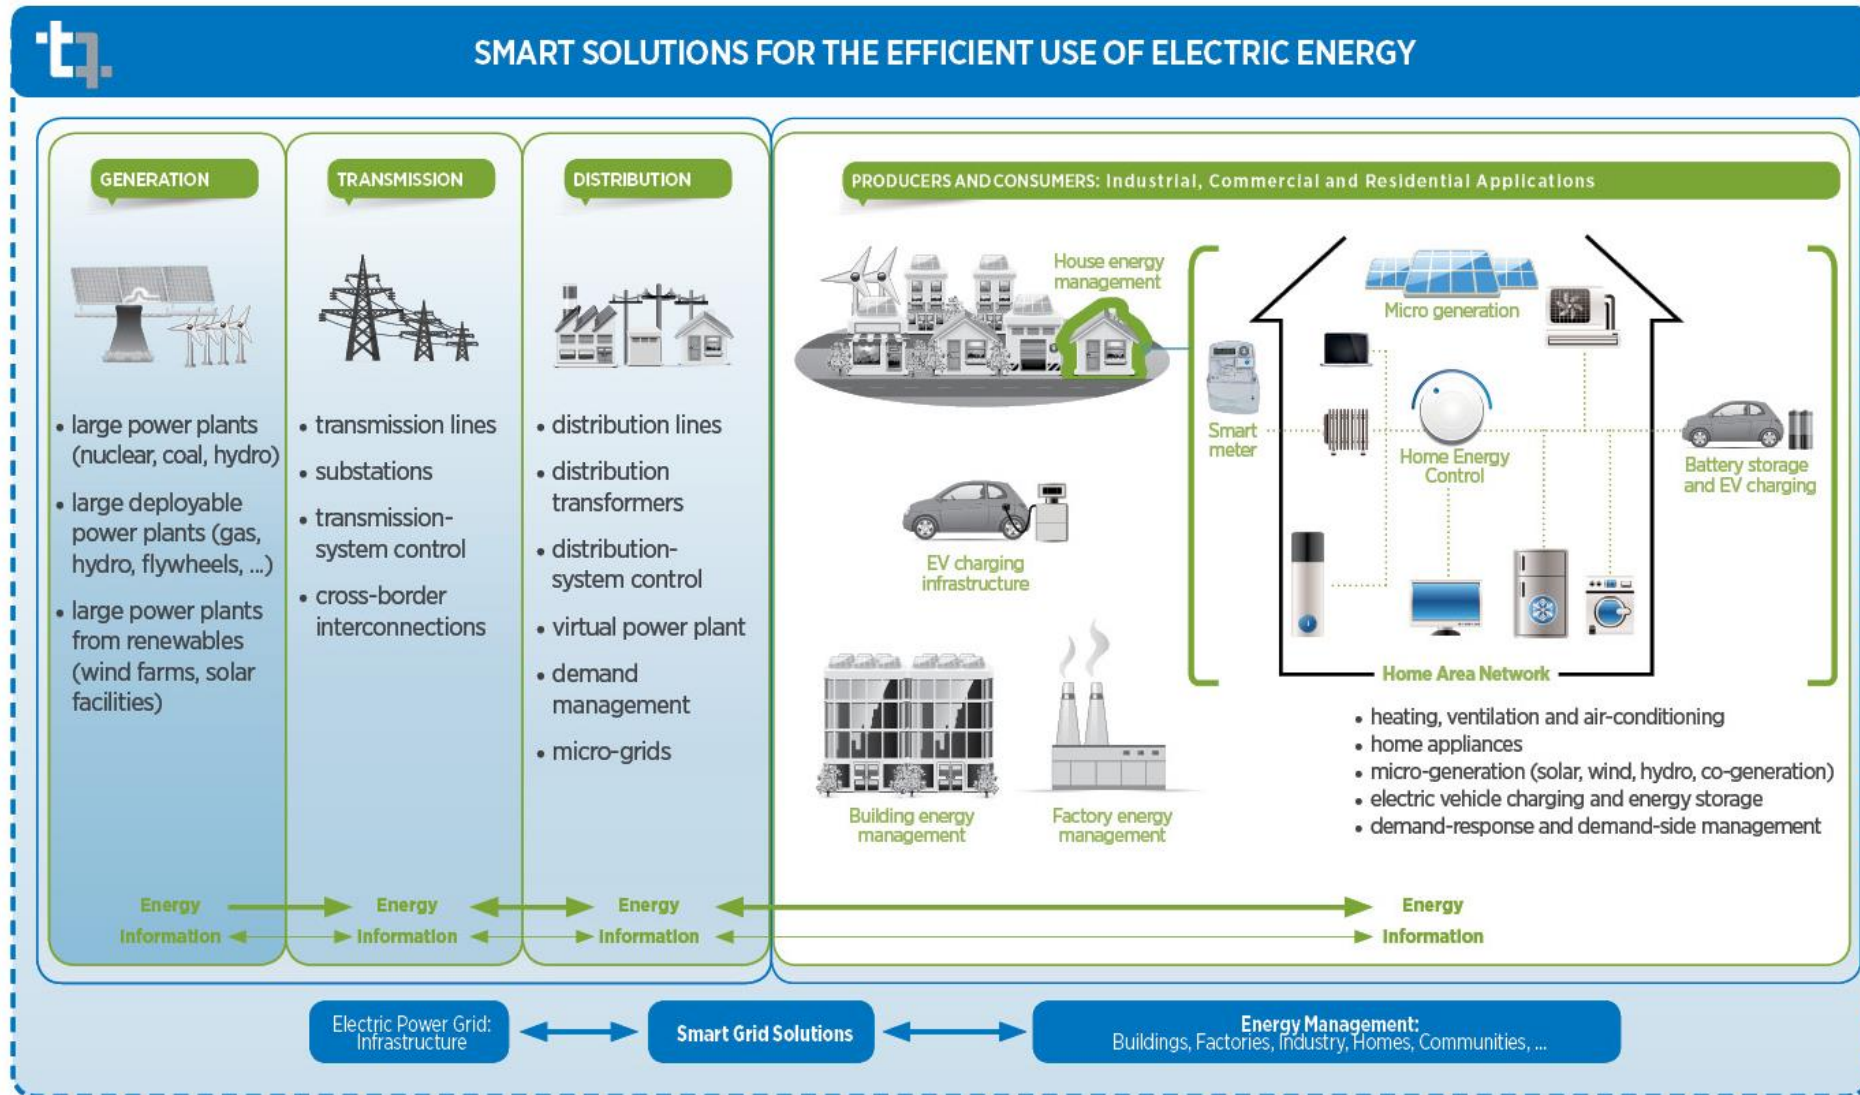 tq.
SMART SOLUTIONS FOR THE EFFICIENT USE OF ELECTRIC ENERGY
GENERATION
• large power plants
(nuclear, coal, hydro)
• large deployable
power plants (gas,
hydro, flywheels, ...)
• large power plants
from renewables
(wind farms, solar
facilities)
TRANSMISSION
• transmission lines
• substations
• transmission-
system control
• cross-border
interconnections
DISTRIBUTION
• distribution lines
• distribution
transformers
• distribution-
system control
• virtual power plant
• demand
management
• micro-grids
PRODUCERS AND CONSUMERS: Industrial, Commercial and Residential Applications
House energy
management
EV charging
infrastructure
Building energy
management
Factory energy
management
Micro generation
Smart
meter
Home Energy
Control
Battery storage
and EV charging
Home Area Network
• heating, ventilation and air-conditioning
• home appliances
• micro-generation (solar, wind, hydro, co-generation)
• electric vehicle charging and energy storage
• demand-response and demand-side management
Energy Energy Energy Energy
Information Information Information Information
Electric Power Grid:
Infrastructure
Smart Grid Solutions
Energy Management:
Buildings, Factories, Industry, Homes, Communities, ...